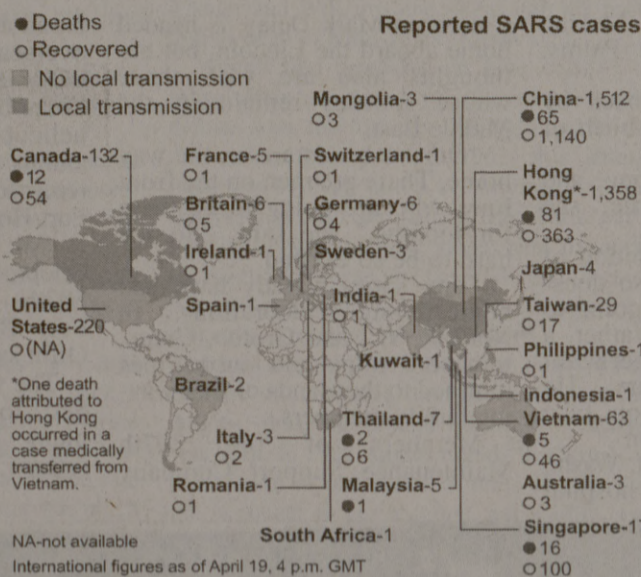 Reported SARS cases
● Deaths
○ Recovered
No local transmission
Local transmission
Canada-132
● 12
○ 54
United
States-220
○ (NA)
*One death
attributed to
Hong Kong
occurred in a
case medically
transferred from
Vietnam.
NA-not available
International figures as of April 19, 4 p.m. GMT
France-5
○ 1
Britain-6
○ 5
Ireland-1
○ 1
Spain-1
Brazil-2
Italy-3
○ 2
Romania-1
○ 1
South Africa-1
Mongolia-3
○ 3
Switzerland-1
○ 1
Germany-6
○ 4
Sweden-3
India-1
○ 1
Kuwait-1
Thailand-7
● 2
○ 6
Malaysia-5
● 1
China-1,512
● 65
○ 1,140
Hong
Kong*-1,358
● 81
○ 363
Japan-4
Taiwan-29
○ 17
Philippines-1
○ 1
Indonesia-1
Vietnam-63
● 5
○ 46
Australia-3
○ 3
Singapore-17
● 16
○ 100